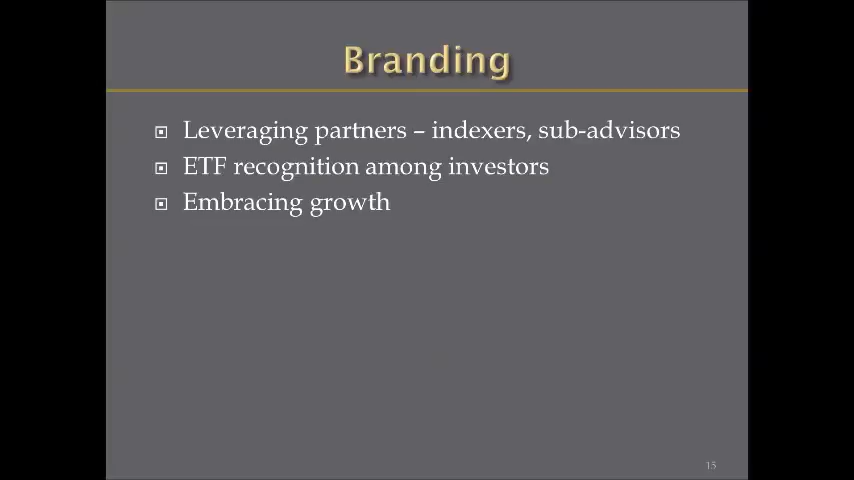 Branding
Leveraging partners – indexers, sub-advisors
ETF recognition among investors
Embracing growth
15